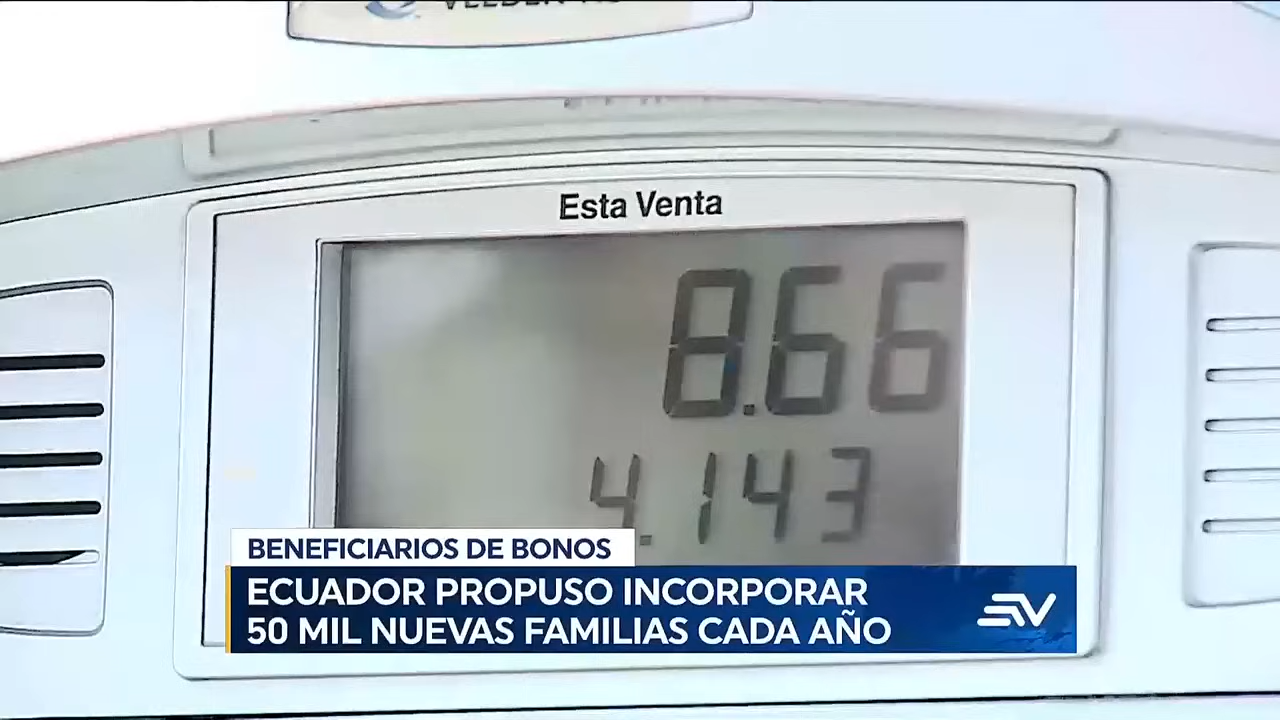 Esta Venta
8.66
4.143
BENEFICIARIOS DE BONOS
ECUADOR PROPUSO INCORPORAR
50 MIL NUEVAS FAMILIAS CADA AÑO